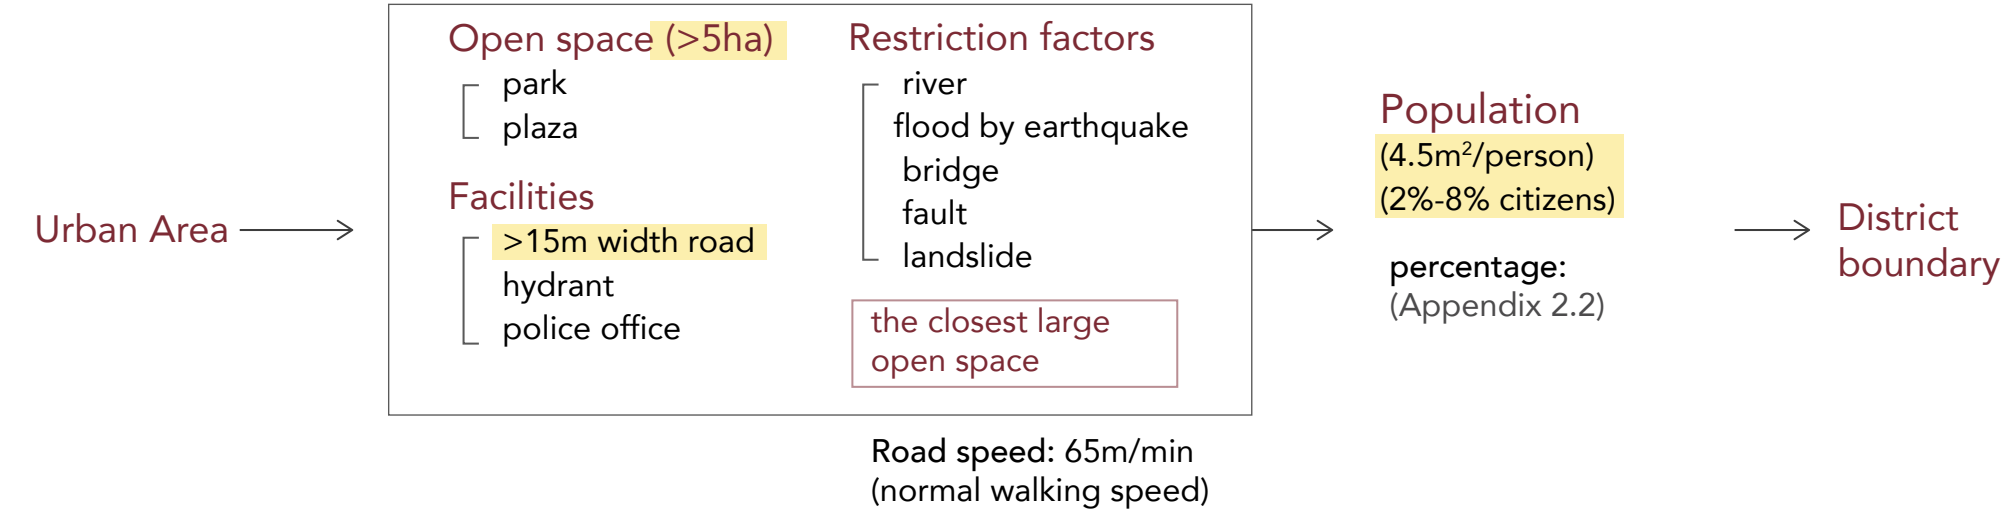 Urban Area
Open space (>5ha)
park
plaza
Facilities
>15m width road
hydrant
police office
Restriction factors
river
flood by earthquake
bridge
fault
landslide
the closest large
open space
Road speed: 65m/min
(normal walking speed)
Population
(4.5m²/person)
(2%-8% citizens)
percentage:
(Appendix 2.2)
District
boundary